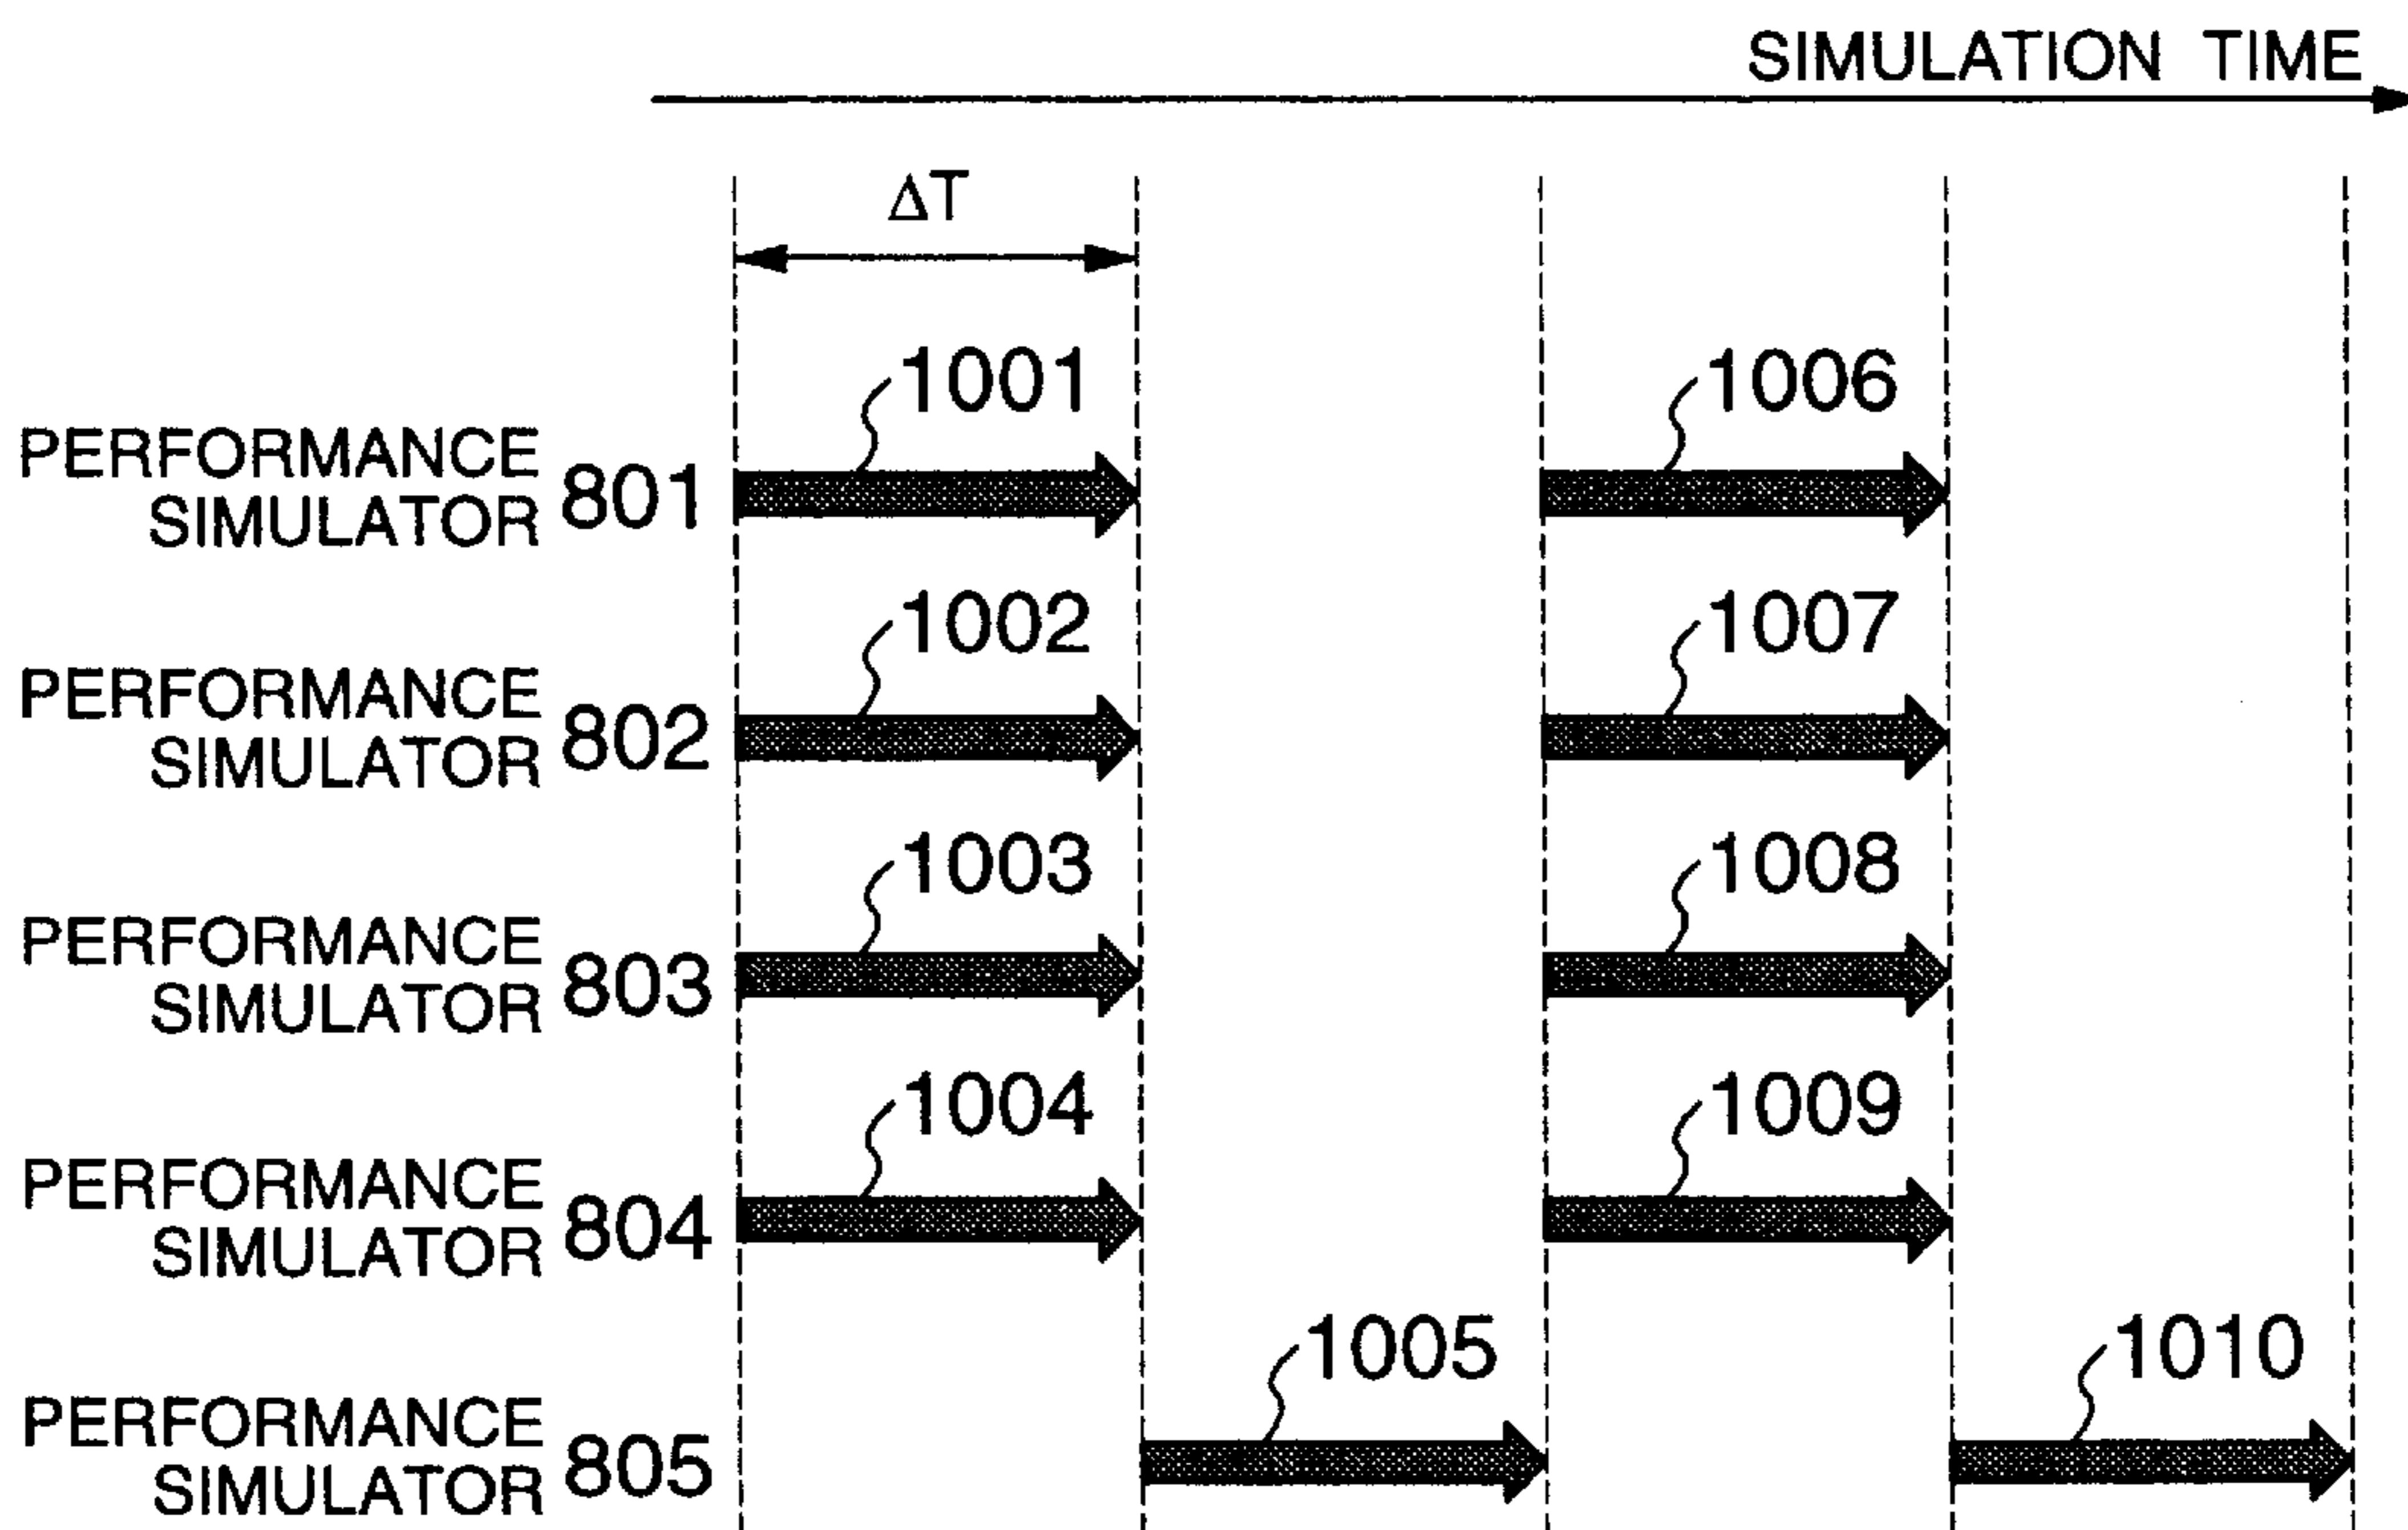 SIMULATION TIME
ΔT
1001 1006
PERFORMANCE
SIMULATOR 801
1002 1007
PERFORMANCE
SIMULATOR 802
1003 1008
PERFORMANCE
SIMULATOR 803
1004 1009
PERFORMANCE
SIMULATOR 804
1005 1010
PERFORMANCE
SIMULATOR 805